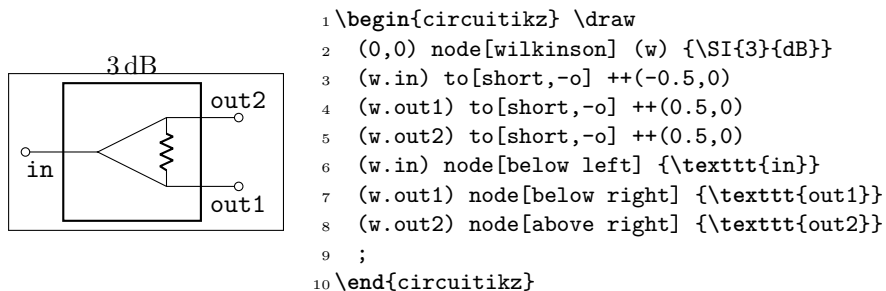 3 dB
out2
in
out1
1 \begin{circuitikz} \draw
2 (0,0) node[wilkinson] (w) {\SI{3}{dB}}
3 (w.in) to[short,-o] ++(-0.5,0)
4 (w.out1) to[short,-o] ++(0.5,0)
5 (w.out2) to[short,-o] ++(0.5,0)
6 (w.in) node[below left] {\texttt{in}}
7 (w.out1) node[below right] {\texttt{out1}}
8 (w.out2) node[above right] {\texttt{out2}}
9 ;
10 \end{circuitikz}